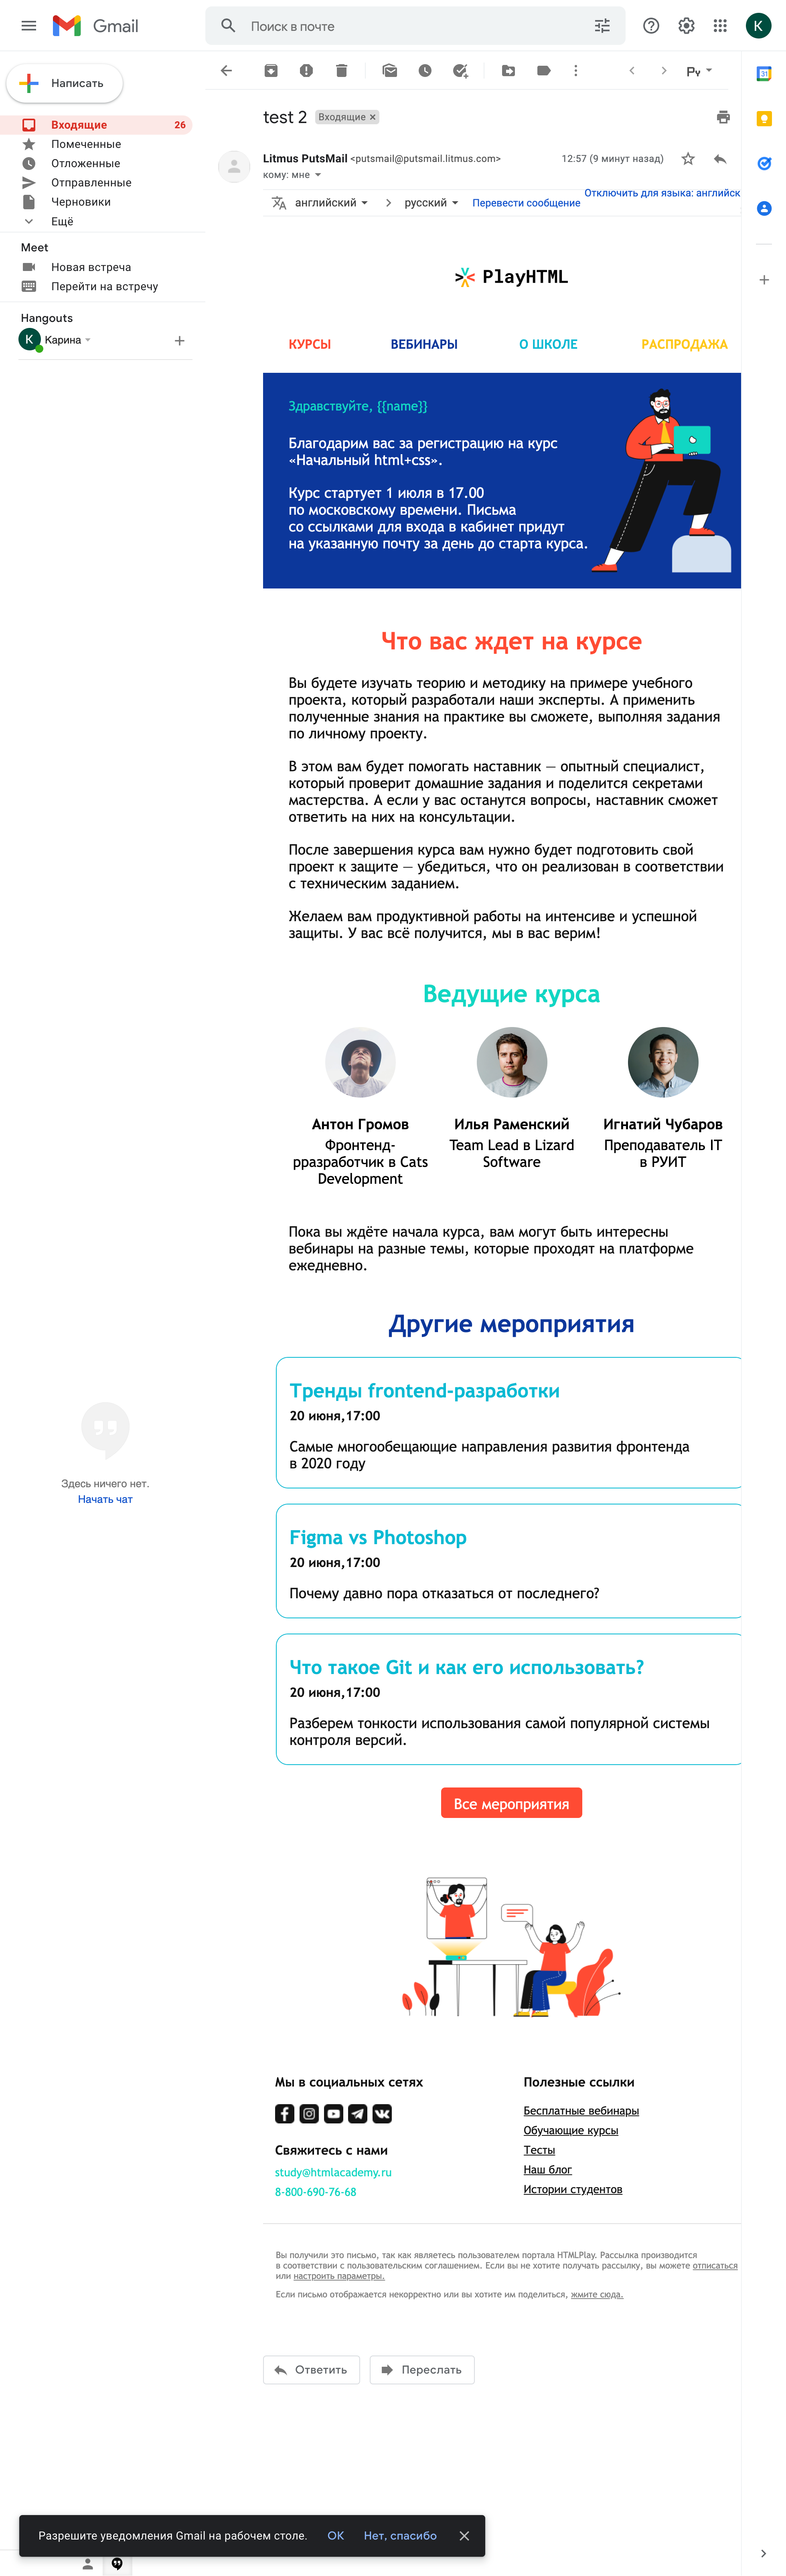 Gmail
Поиск в почте
K
Написать
Входящие 26
Помеченные
Отложенные
Отправленные
Черновики
Ещё
Meet
Новая встреча
Перейти на встречу
Hangouts
K Карина
Здесь ничего нет.
Начать чат
31
test 2 Входящие ×
Litmus PutsMail <putsmail@putsmail.litmus.com> 12:57 (9 минут назад)
кому: мне
английский русский Перевести сообщение Отключить для языка: английск
PlayHTML
КУРСЫ ВЕБИНАРЫ О ШКОЛЕ РАСПРОДАЖА
Здравствуйте, {{name}}
Благодарим вас за регистрацию на курс
«Начальный html+css».
Курс стартует 1 июля в 17.00
по московскому времени. Письма
со ссылками для входа в кабинет придут
на указанную почту за день до старта курса.
Что вас ждет на курсе
Вы будете изучать теорию и методику на примере учебного
проекта, который разработали наши эксперты. А применить
полученные знания на практике вы сможете, выполняя задания
по личному проекту.
В этом вам будет помогать наставник — опытный специалист,
который проверит домашние задания и поделится секретами
мастерства. А если у вас останутся вопросы, наставник сможет
ответить на них на консультации.
После завершения курса вам нужно будет подготовить свой
проект к защите — убедиться, что он реализован в соответствии
с техническим заданием.
Желаем вам продуктивной работы на интенсиве и успешной
защиты. У вас всё получится, мы в вас верим!
Ведущие курса
Антон Громов
Фронтенд-
рразработчик в Cats
Development
Илья Раменский
Team Lead в Lizard
Software
Игнатий Чубаров
Преподаватель IT
в РУИТ
Пока вы ждёте начала курса, вам могут быть интересны
вебинары на разные темы, которые проходят на платформе
ежедневно.
Другие мероприятия
Тренды frontend-разработки
20 июня,17:00
Самые многообещающие направления развития фронтенда
в 2020 году
Figma vs Photoshop
20 июня,17:00
Почему давно пора отказаться от последнего?
Что такое Git и как его использовать?
20 июня,17:00
Разберем тонкости использования самой популярной системы
контроля версий.
Все мероприятия
Мы в социальных сетях
Свяжитесь с нами
study@htmlacademy.ru
8-800-690-76-68
Полезные ссылки
Бесплатные вебинары
Обучающие курсы
Тесты
Наш блог
Истории студентов
Вы получили это письмо, так как являетесь пользователем портала HTMLPlay. Рассылка производится
в соответствии с пользовательским соглашением. Если вы не хотите получать рассылку, вы можете отписаться
или настроить параметры.
Если письмо отображается некорректно или вы хотите им поделиться, жмите сюда.
Ответить Переслать
Разрешите уведомления Gmail на рабочем столе. ОК Нет, спасибо